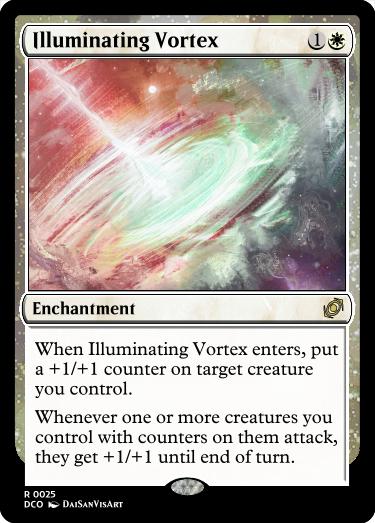 Illuminating Vortex 1
Enchantment
When Illuminating Vortex enters, put
a +1/+1 counter on target creature
you control.
Whenever one or more creatures you
control with counters on them attack,
they get +1/+1 until end of turn.
R 0025
DCO DaiSanVisArt